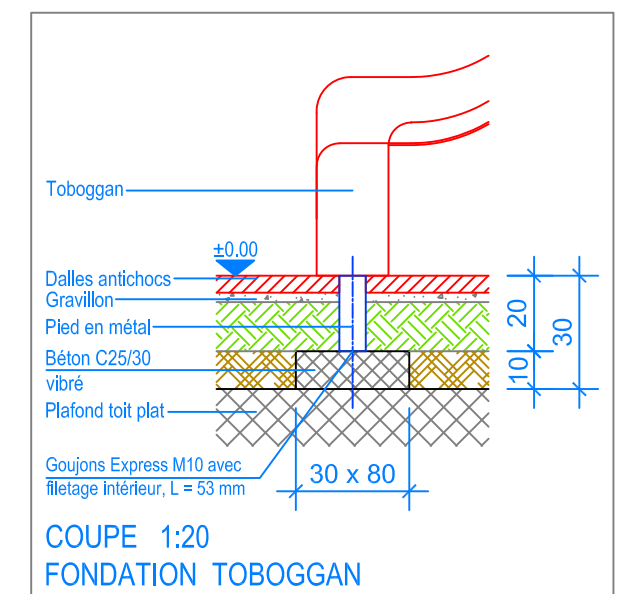 Toboggan
±0.00
Dalles antichocs
Gravillon
Pied en métal
Béton C25/30
vibré
Plafond toit plat
Goujons Express M10 avec
filetage intérieur, L = 53 mm
20
10
30
30 x 80
COUPE 1:20
FONDATION TOBOGGAN